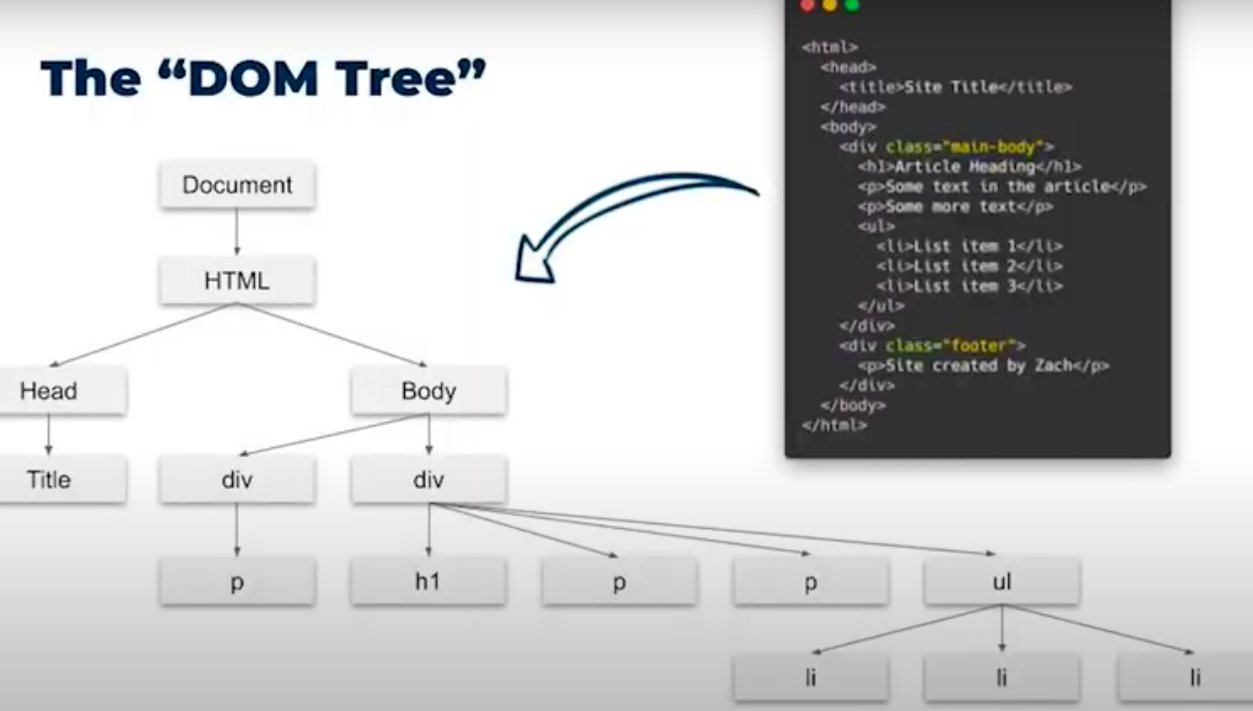 The “DOM Tree”
Document
HTML
Head
Body
Title
div
div
p
h1
p
p
ul
li
li
li
<html>
<head>
<title>Site Title</title>
</head>
<body>
<div class="main-body">
<h1>Article Heading</h1>
<p>Some text in the article</p>
<p>Some more text</p>
<ul>
<li>List item 1</li>
<li>List item 2</li>
<li>List item 3</li>
</ul>
</div>
<div class="footer">
<p>Site created by Zach</p>
</div>
</body>
</html>